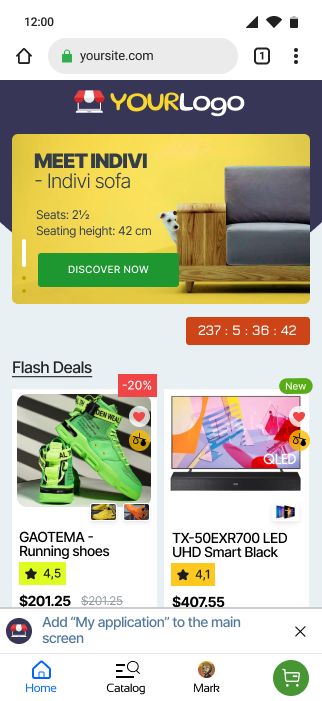 12:00
yoursite.com
1
YOURLogo
MEET INDIVI
- Indivi sofa
Seats: 2½
Seating height: 42 cm
DISCOVER NOW
237 : 5 : 36 : 42
Flash Deals
-20%
New
QLED
GAOTEMA -
Running shoes
4,5
$201.25 $201.25
TX-50EXR700 LED
UHD Smart Black
4,1
$407.55
Add “My application” to the main
screen
Home
Catalog
Mark